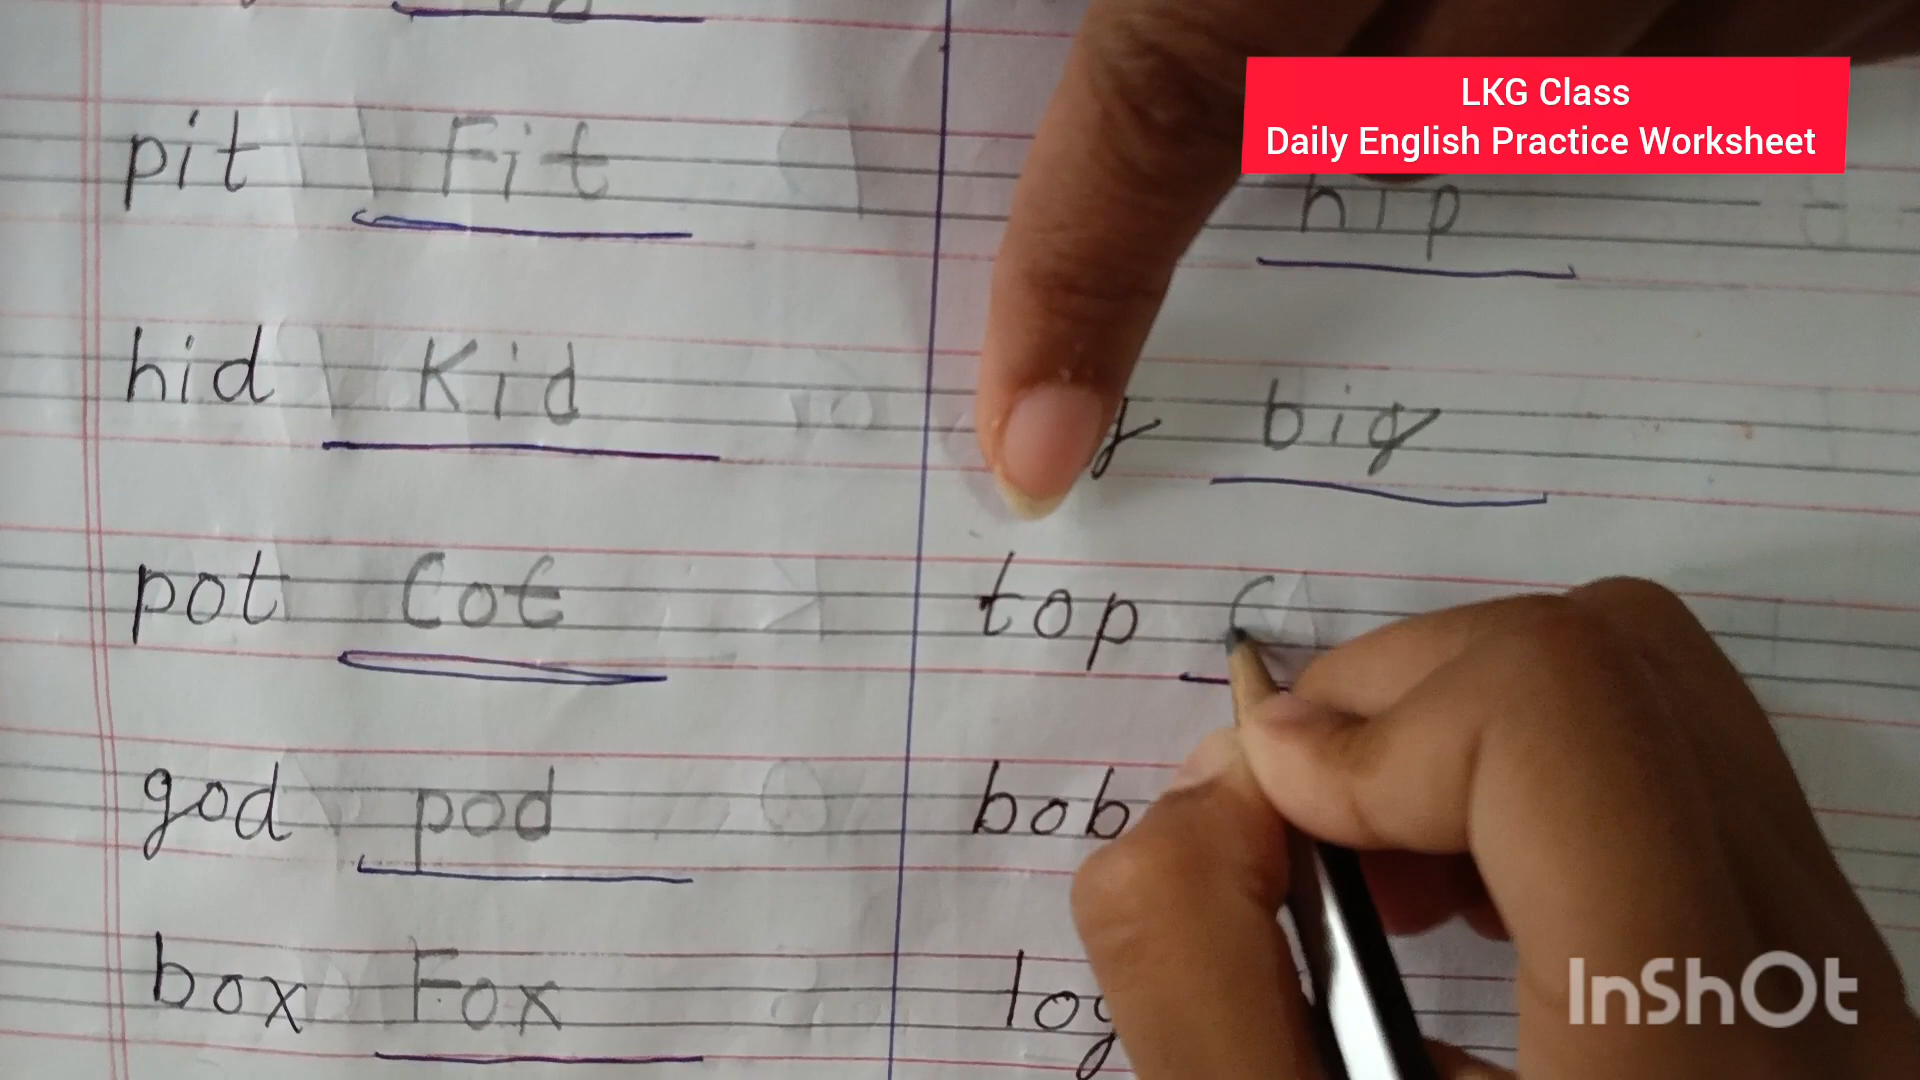 LKG Class
Daily English Practice Worksheet
pit Fit
hip
hid Kid
big
pot Cot
top C
god pod
bob
box Fox
log
InShOt